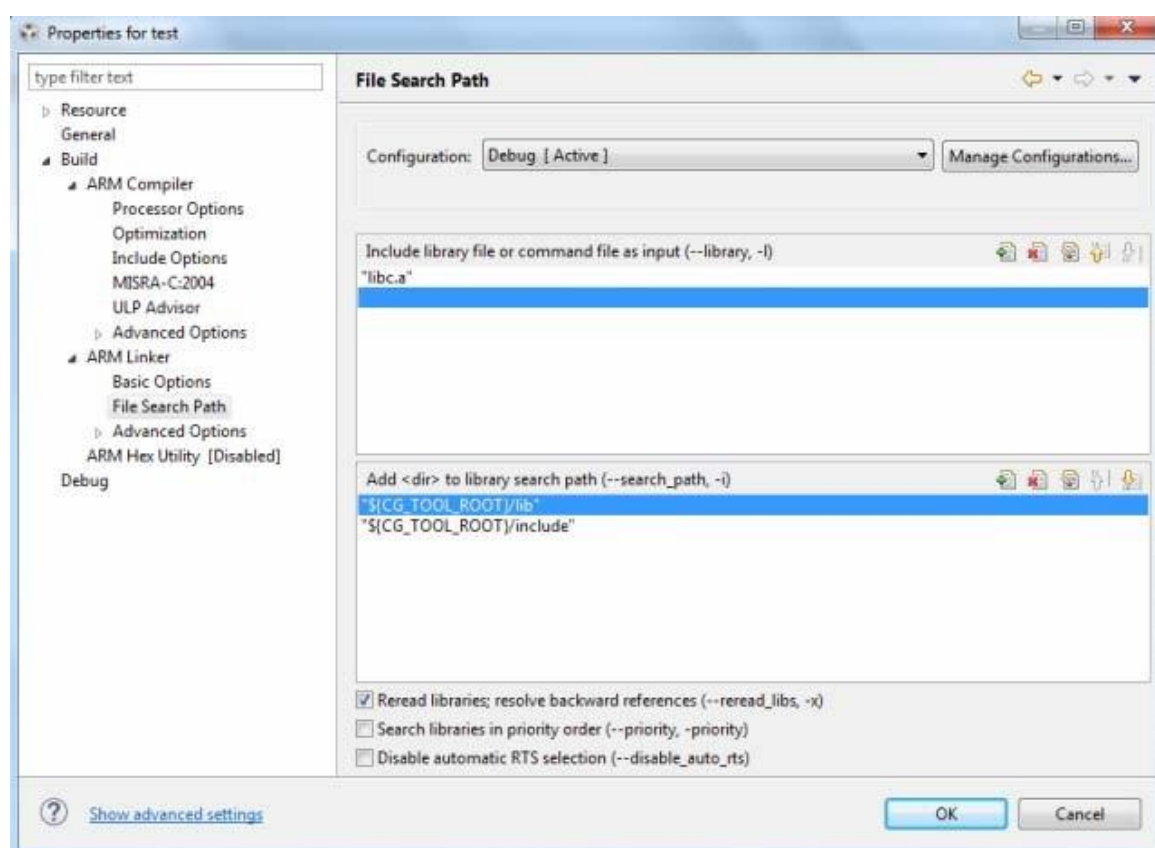 Properties for test
type filter text
Resource
General
Build
ARM Compiler
Processor Options
Optimization
Include Options
MISRA-C:2004
ULP Advisor
Advanced Options
ARM Linker
Basic Options
File Search Path
Advanced Options
ARM Hex Utility [Disabled]
Debug
File Search Path
Configuration: Debug [ Active ]
Manage Configurations...
Include library file or command file as input (--library, -l)
"libc.a"
Add <dir> to library search path (--search_path, -i)
"${CG_TOOL_ROOT}/lib"
"${CG_TOOL_ROOT}/include"
Reread libraries; resolve backward references (--reread_libs, -x)
Search libraries in priority order (--priority, -priority)
Disable automatic RTS selection (--disable_auto_rts)
Show advanced settings
OK
Cancel